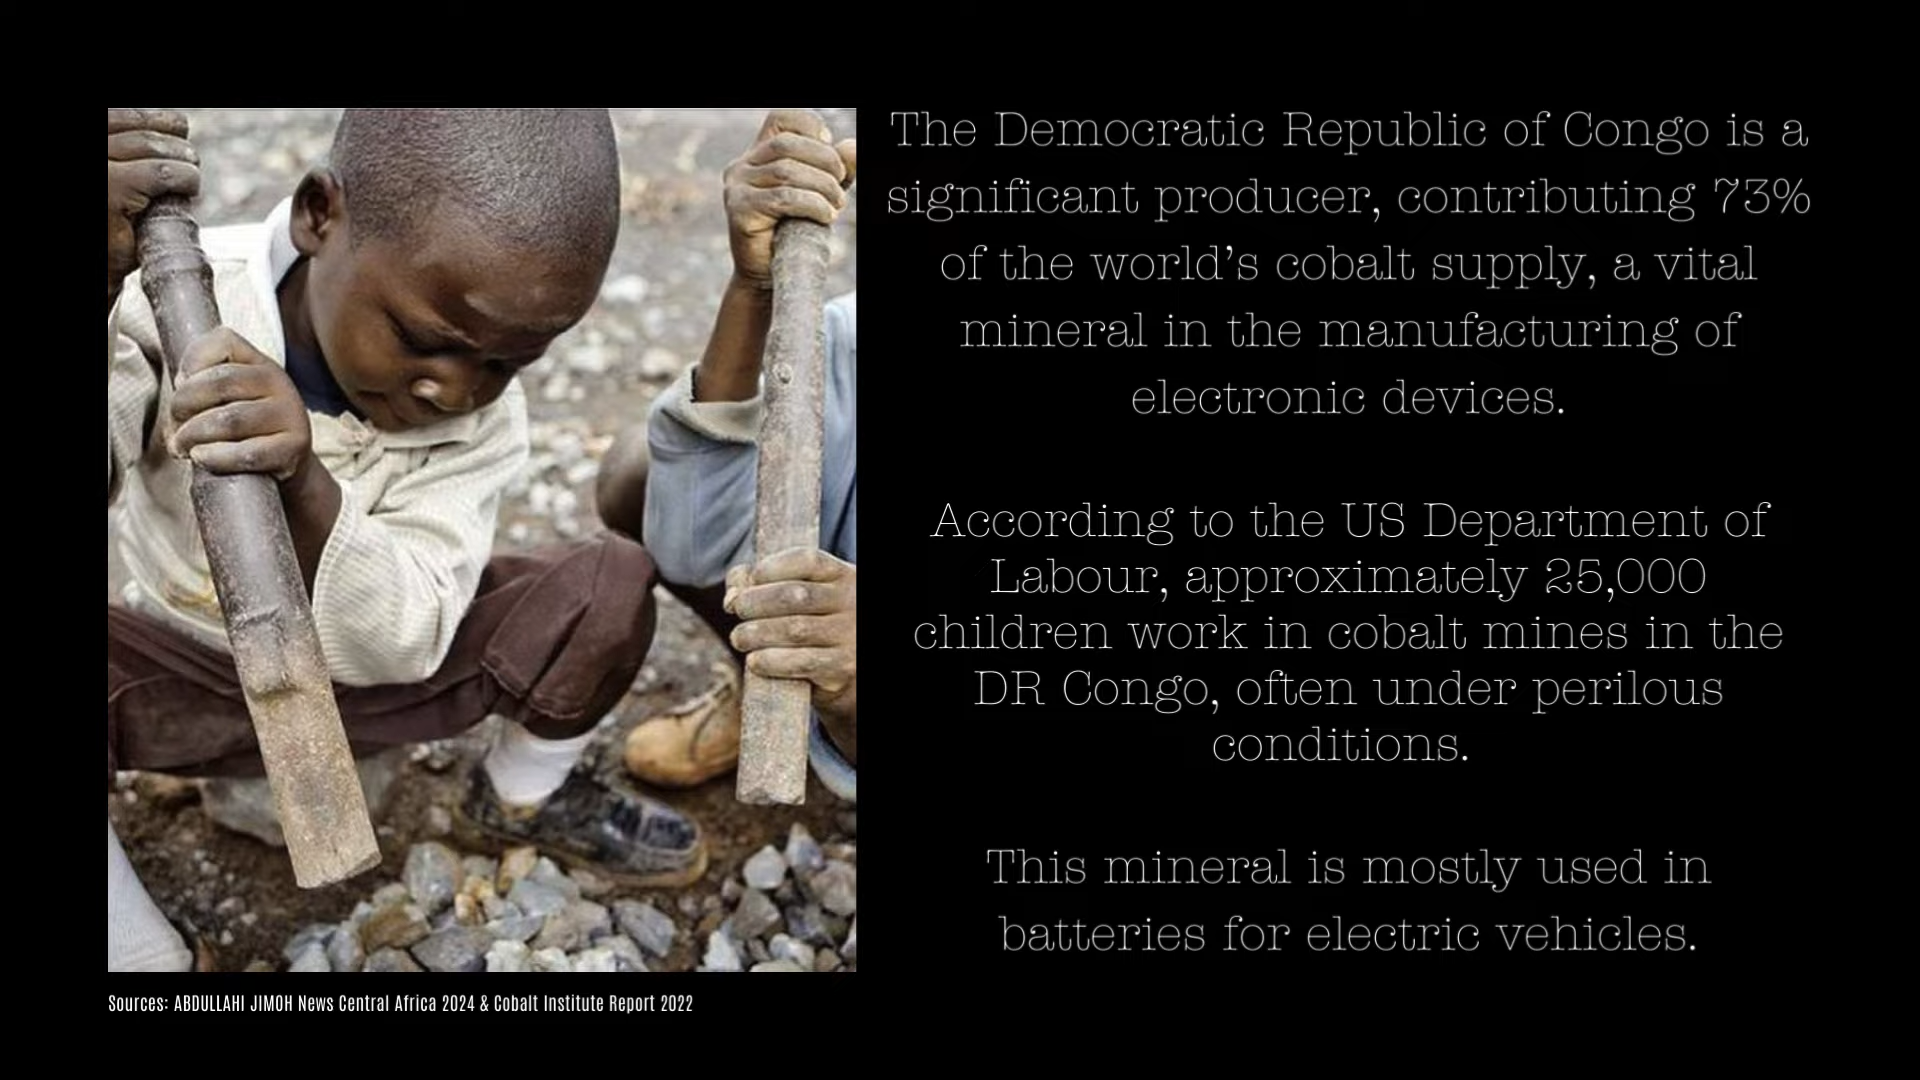 The Democratic Republic of Congo is a
significant producer, contributing 73%
of the world's cobalt supply, a vital
mineral in the manufacturing of
electronic devices.
According to the US Department of
Labour, approximately 25,000
children work in cobalt mines in the
DR Congo, often under perilous
conditions.
This mineral is mostly used in
batteries for electric vehicles.
Sources: ABDULLAHI JIMOH News Central Africa 2024 & Cobalt Institute Report 2022